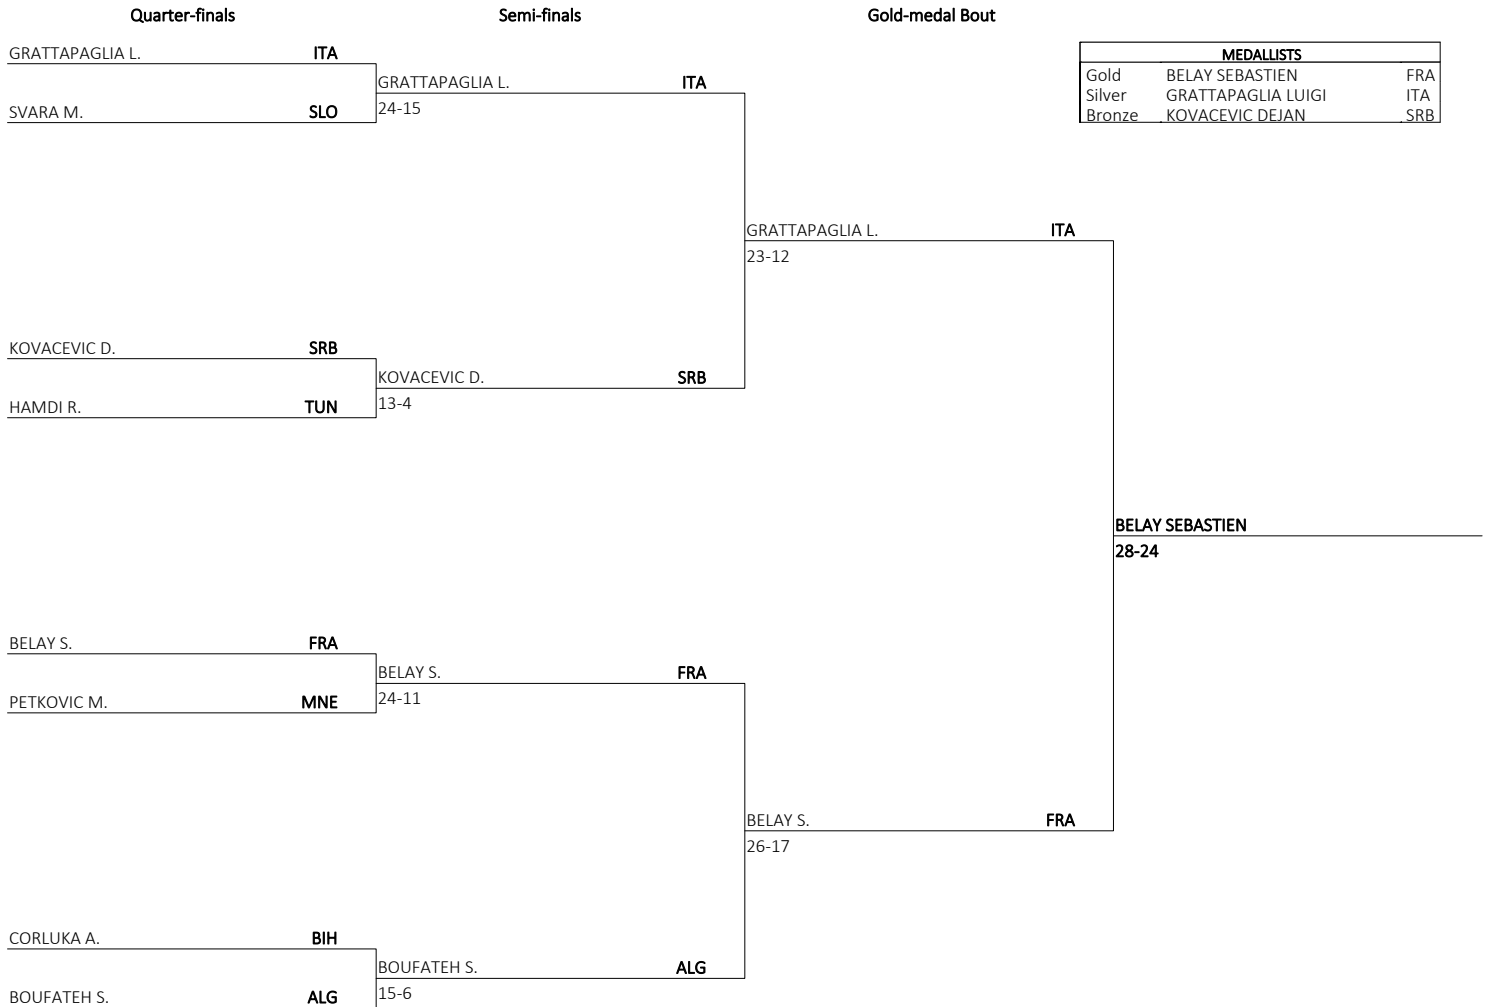 Quarter-finals Semi-finals Gold-medal Bout
GRATTAPAGLIA L. ITA
MEDALLISTS
Gold BELAY SEBASTIEN FRA
GRATTAPAGLIA L. ITA
Silver GRATTAPAGLIA LUIGI ITA
SVARA M. SLO
24-15
Bronze KOVACEVIC DEJAN SRB
GRATTAPAGLIA L. ITA
23-12
KOVACEVIC D. SRB
KOVACEVIC D. SRB
HAMDI R. TUN
13-4
BELAY SEBASTIEN
28-24
BELAY S. FRA
BELAY S. FRA
PETKOVIC M. MNE
24-11
BELAY S. FRA
26-17
CORLUKA A. BIH
BOUFATEH S. ALG
BOUFATEH S. ALG
15-6